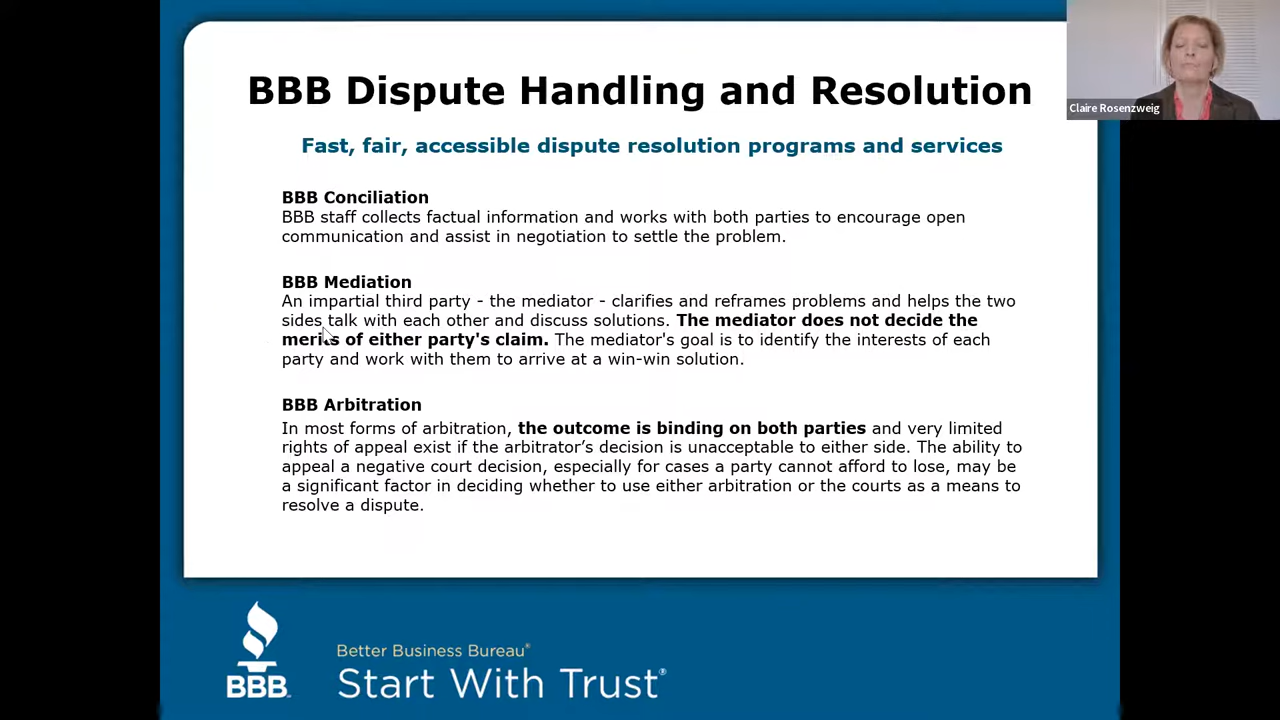 BBB Dispute Handling and Resolution
Claire Rosenzweig
Fast, fair, accessible dispute resolution programs and services
BBB Conciliation
BBB staff collects factual information and works with both parties to encourage open
communication and assist in negotiation to settle the problem.
BBB Mediation
An impartial third party - the mediator - clarifies and reframes problems and helps the two
sides talk with each other and discuss solutions. The mediator does not decide the
merits of either party's claim. The mediator's goal is to identify the interests of each
party and work with them to arrive at a win-win solution.
BBB Arbitration
In most forms of arbitration, the outcome is binding on both parties and very limited
rights of appeal exist if the arbitrator’s decision is unacceptable to either side. The ability to
appeal a negative court decision, especially for cases a party cannot afford to lose, may be
a significant factor in deciding whether to use either arbitration or the courts as a means to
resolve a dispute.
Better Business Bureau®
Start With Trust®
BBB